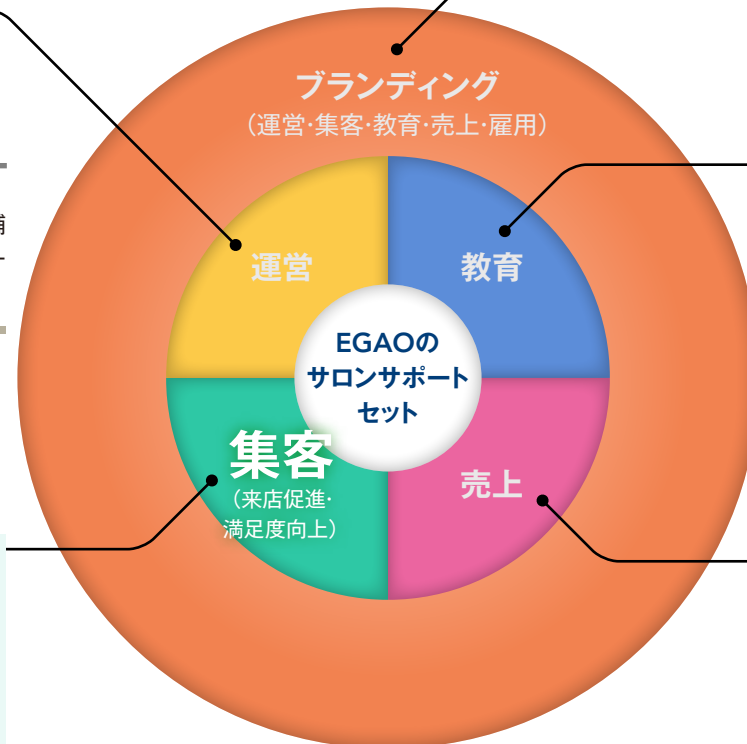 ブランディング
（運営・集客・教育・売上・雇用）
運営
教育
EGAOの
サロンサポート
セット
集客
（来店促進・
満足度向上）
売上